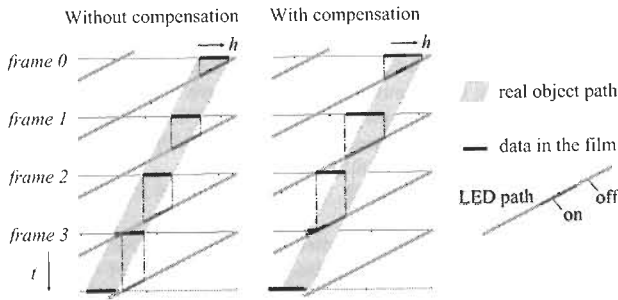 Without compensation
With compensation
h
h
frame 0
frame 1
frame 2
frame 3
t
real object path
data in the film
LED path
on
off